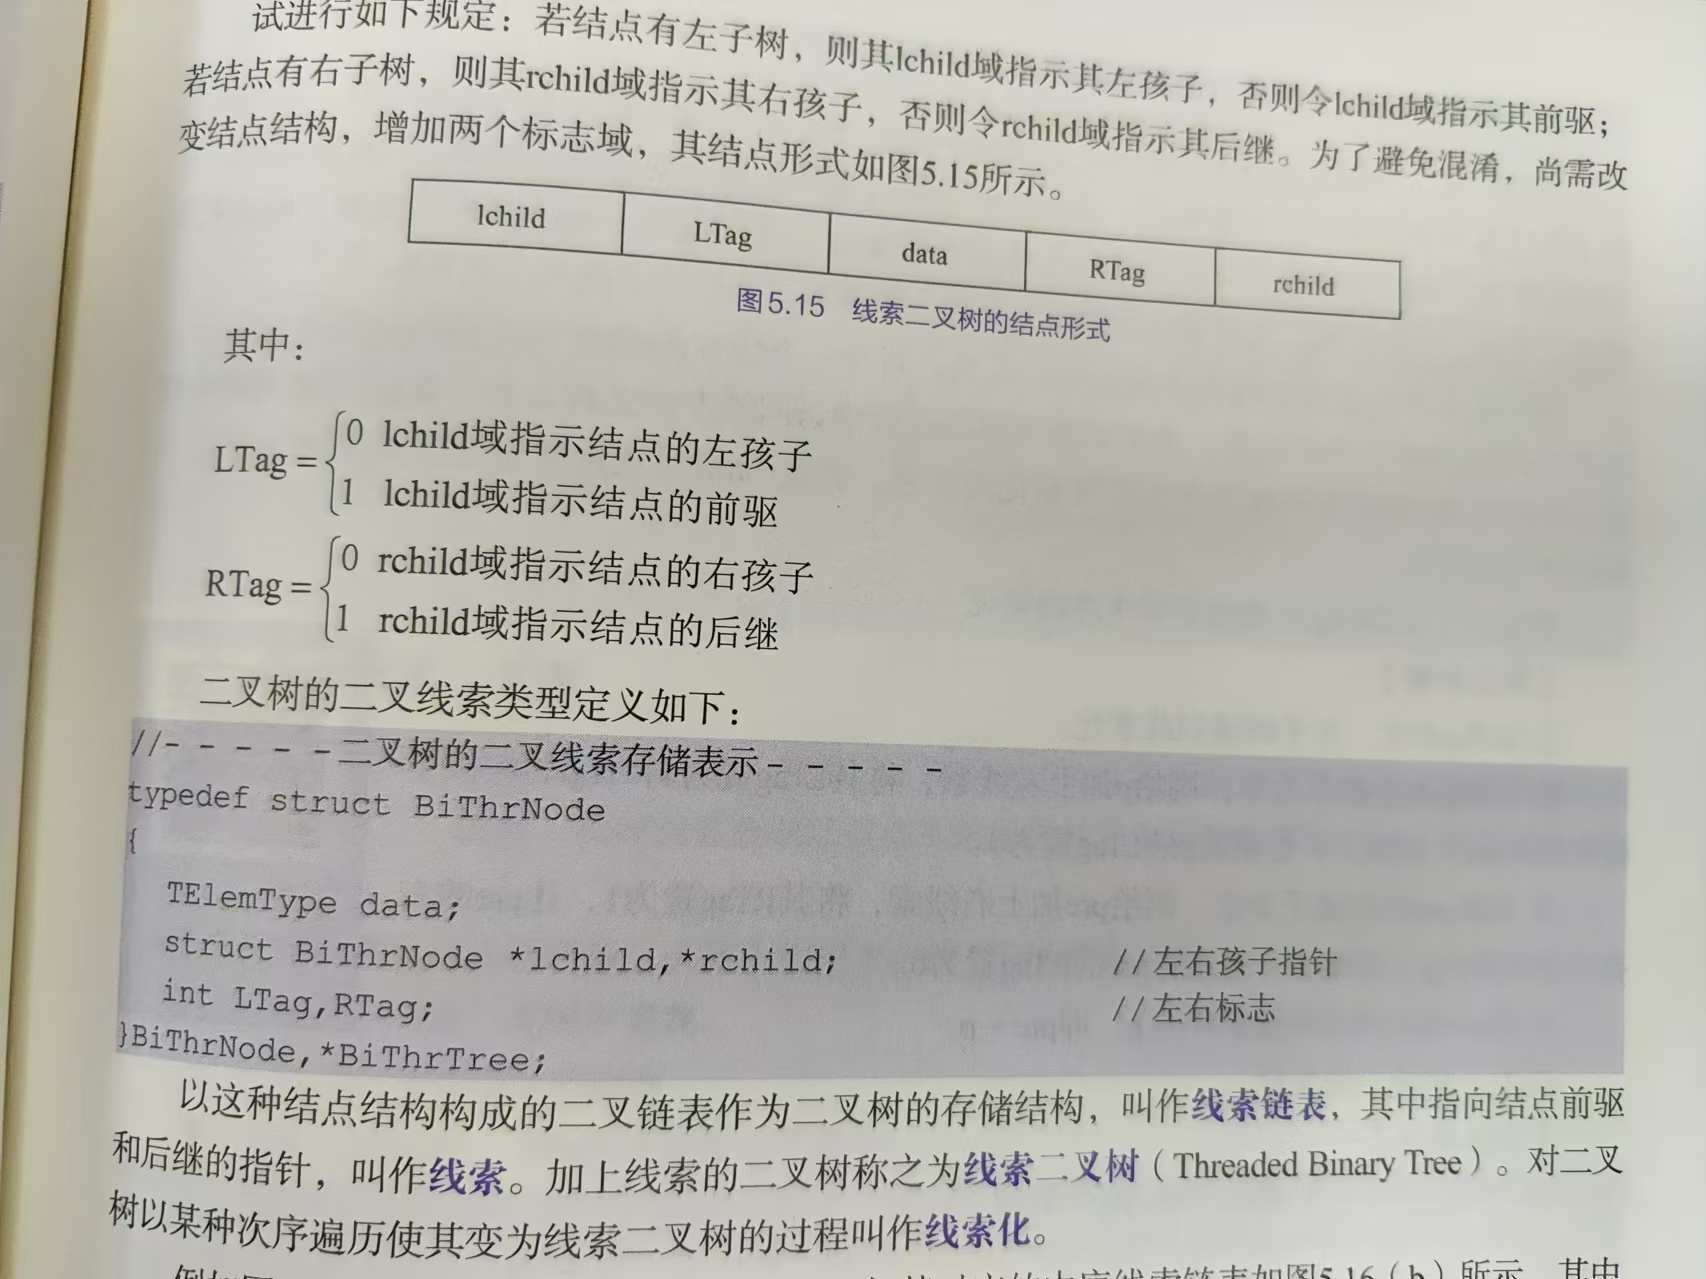 试进行如下规定：若结点有左子树，则其lchild域指示其左孩子，否则令lchild域指示其前驱；
若结点有右子树，则其rchild域指示其右孩子，否则令rchild域指示其后继。为了避免混淆，尚需改
变结点结构，增加两个标志域，其结点形式如图5.15所示。
lchild LTag data RTag rchild
图5.15 线索二叉树的结点形式
其中：
LTag = { 0 lchild域指示结点的左孩子
1 lchild域指示结点的前驱
RTag = { 0 rchild域指示结点的右孩子
1 rchild域指示结点的后继
二叉树的二叉线索类型定义如下：
//- - - - - 二叉树的二叉线索存储表示 - - - - -
typedef struct BiThrNode
{
TElemType data;
struct BiThrNode *lchild,*rchild; //左右孩子指针
int LTag,RTag; //左右标志
}BiThrNode,*BiThrTree;
以这种结点结构构成的二叉链表作为二叉树的存储结构，叫作线索链表，其中指向结点前驱
和后继的指针，叫作线索。加上线索的二叉树称之为线索二叉树（Threaded Binary Tree）。对二叉
树以某种次序遍历使其变为线索二叉树的过程叫作线索化。
例如图 线索链表如图5.16（b）所示。其中